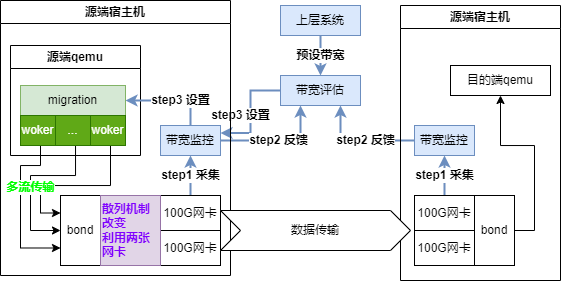 源端宿主机
上层系统
源端宿主机
源端qemu
预设带宽
目的端qemu
migration
step3 设置
带宽评估
woker
...
woker
step3 设置
带宽监控
step2 反馈
step2 反馈
带宽监控
多流传输
step1 采集
step1 采集
bond
散列机制
改变
利用两张
网卡
100G网卡
100G网卡
数据传输
100G网卡
100G网卡
bond